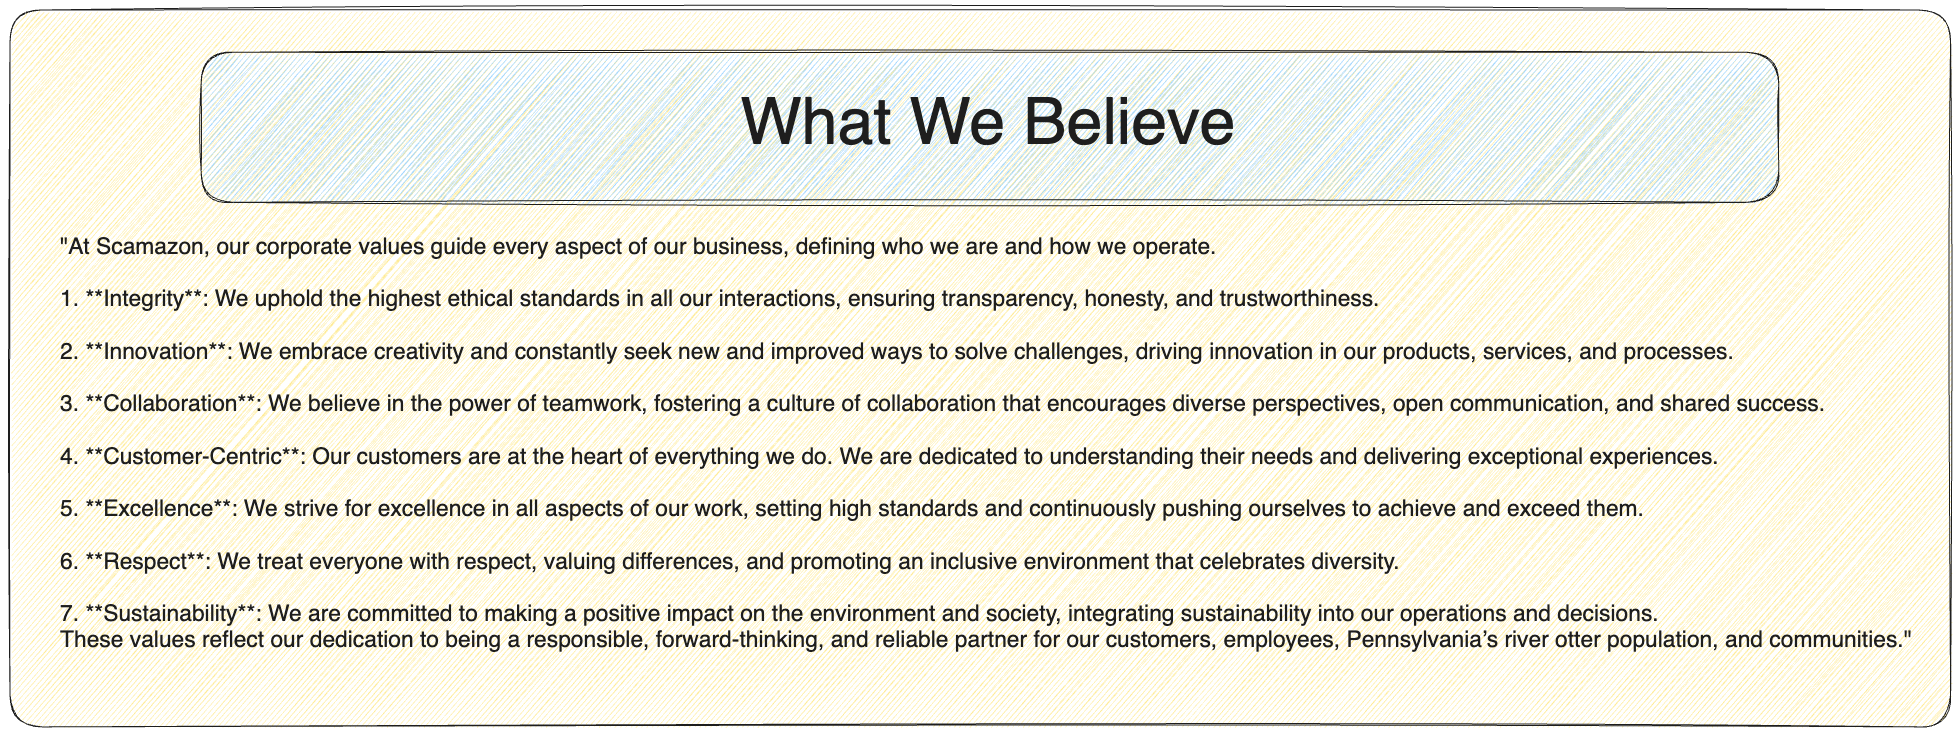 What We Believe
"At Scamazon, our corporate values guide every aspect of our business, defining who we are and how we operate.
1. **Integrity**: We uphold the highest ethical standards in all our interactions, ensuring transparency, honesty, and trustworthiness.
2. **Innovation**: We embrace creativity and constantly seek new and improved ways to solve challenges, driving innovation in our products, services, and processes.
3. **Collaboration**: We believe in the power of teamwork, fostering a culture of collaboration that encourages diverse perspectives, open communication, and shared success.
4. **Customer-Centric**: Our customers are at the heart of everything we do. We are dedicated to understanding their needs and delivering exceptional experiences.
5. **Excellence**: We strive for excellence in all aspects of our work, setting high standards and continuously pushing ourselves to achieve and exceed them.
6. **Respect**: We treat everyone with respect, valuing differences, and promoting an inclusive environment that celebrates diversity.
7. **Sustainability**: We are committed to making a positive impact on the environment and society, integrating sustainability into our operations and decisions.
These values reflect our dedication to being a responsible, forward-thinking, and reliable partner for our customers, employees, Pennsylvania’s river otter population, and communities."